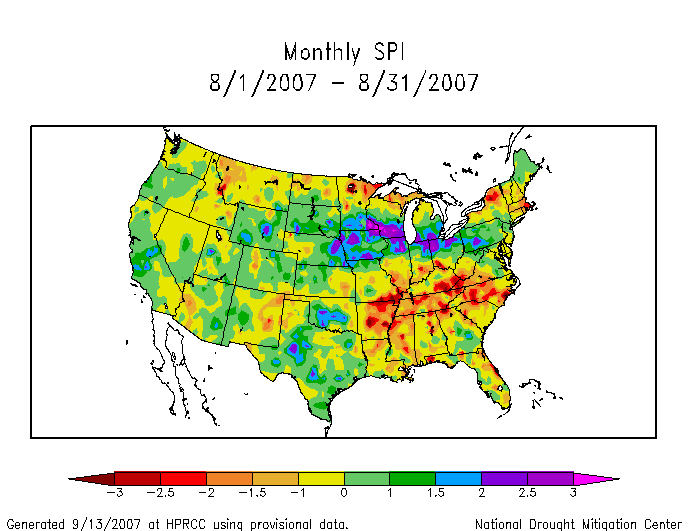 Monthly SPI
8/1/2007 - 8/31/2007
-3 -2.5 -2 -1.5 -1 0 1 1.5 2 2.5 3
Generated 9/13/2007 at HPRCC using provisional data. National Drought Mitigation Center